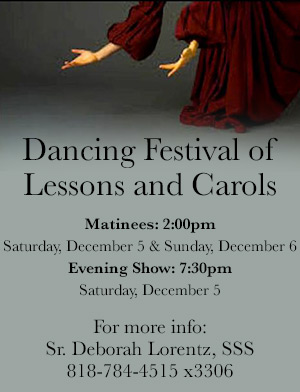 Dancing Festival of
Lessons and Carols
Matinees: 2:00pm
Saturday, December 5 & Sunday, December 6
Evening Show: 7:30pm
Saturday, December 5
For more info:
Sr. Deborah Lorentz, SSS
818-784-4515 x3306